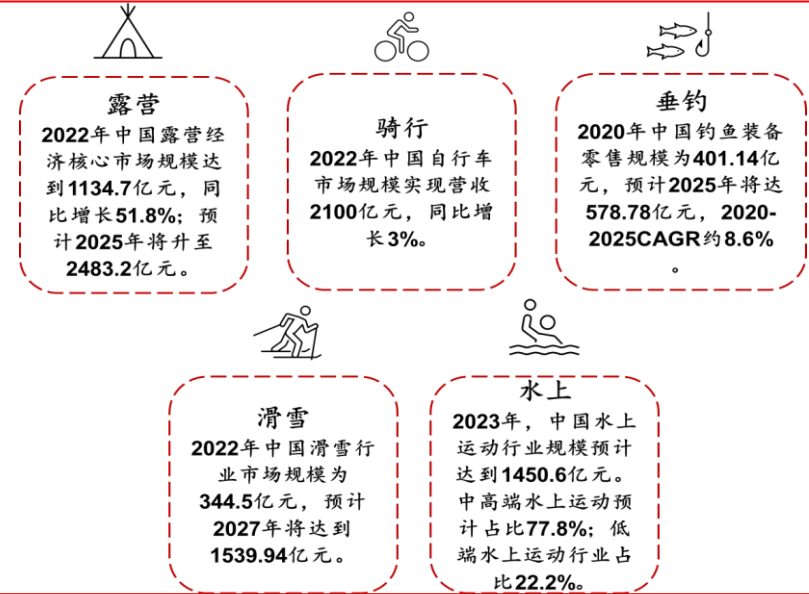 露营
2022年中国露营经
济核心市场规模达
到1134.7亿元，同
比增长51.8%；预
计2025年将升至
2483.2亿元。
骑行
2022年中国自行车
市场规模实现营收
2100亿元，同比增
长3%。
垂钓
2020年中国钓鱼装备
零售规模为401.14亿
元，预计2025年将达
578.78亿元，2020-
2025CAGR约8.6%
。
滑雪
2022年中国滑雪行
业市场规模为
344.5亿元，预计
2027年将达到
1539.94亿元。
水上
2023年，中国水上
运动行业规模预计
达到1450.6亿元。
中高端水上运动预
计占比77.8%；低
端水上运动行业占
比22.2%。